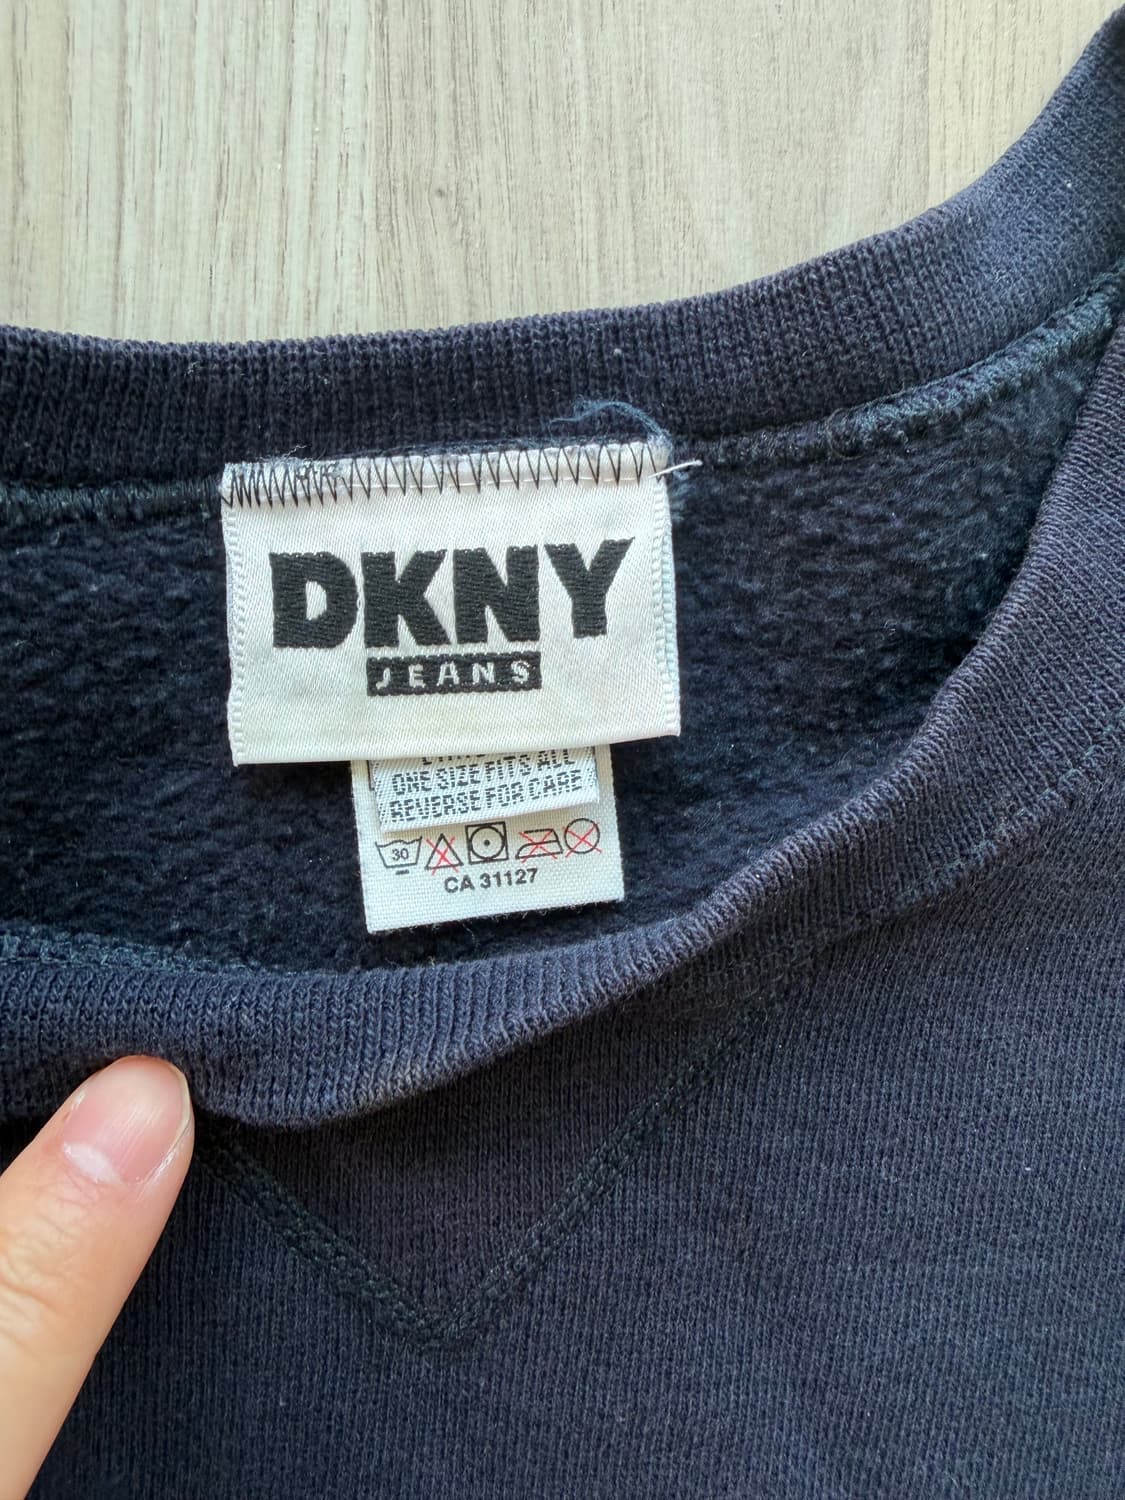 DKNY
JEANS
ONE SIZE FITS ALL
REVERSE FOR CARE
30
CA 31127